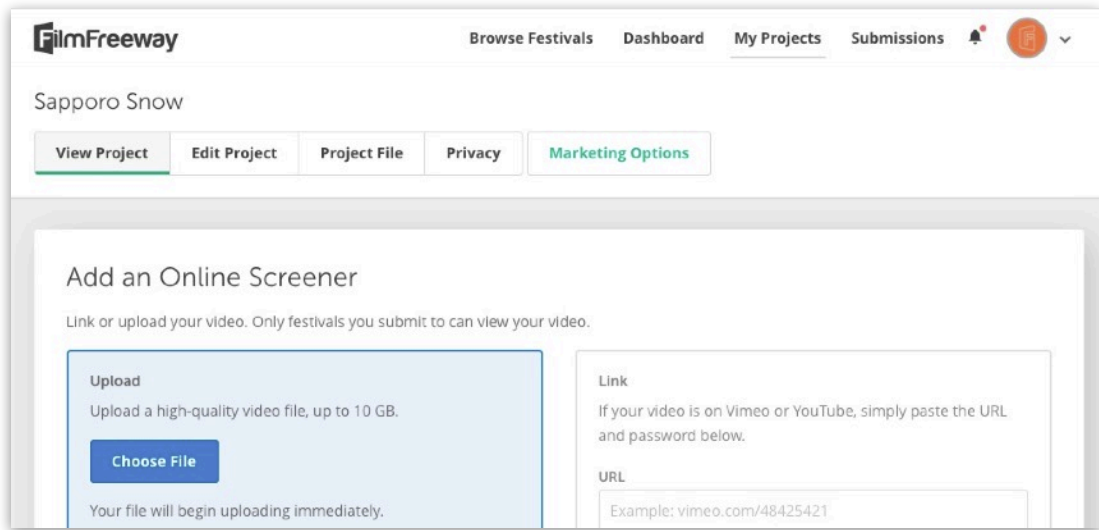 FilmFreeway
Browse Festivals Dashboard My Projects Submissions
Sapporo Snow
View Project Edit Project Project File Privacy Marketing Options
Add an Online Screener
Link or upload your video. Only festivals you submit to can view your video.
Upload
Upload a high-quality video file, up to 10 GB.
Choose File
Your file will begin uploading immediately.
Link
If your video is on Vimeo or YouTube, simply paste the URL
and password below.
URL
Example: vimeo.com/48425421